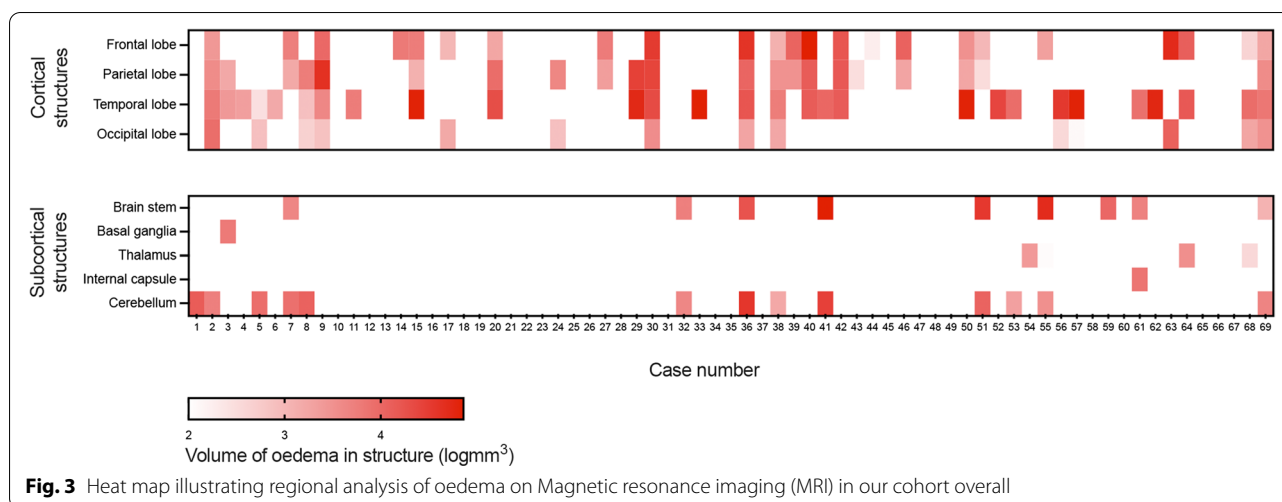 Cortical
structures
Frontal lobe
Parietal lobe
Temporal lobe
Occipital lobe
Subcortical
structures
Brain stem
Basal ganglia
Thalamus
Internal capsule
Cerebellum
1 2 3 4 5 6 7 8 9 10 11 12 13 14 15 16 17 18 19 20 21 22 23 24 25 26 27 28 29 30 31 32 33 34 35 36 37 38 39 40 41 42 43 44 45 46 47 48 49 50 51 52 53 54 55 56 57 58 59 60 61 62 63 64 65 66 67 68 69
Case number
2 3 4
Volume of oedema in structure (logmm³)
Fig. 3 Heat map illustrating regional analysis of oedema on Magnetic resonance imaging (MRI) in our cohort overall